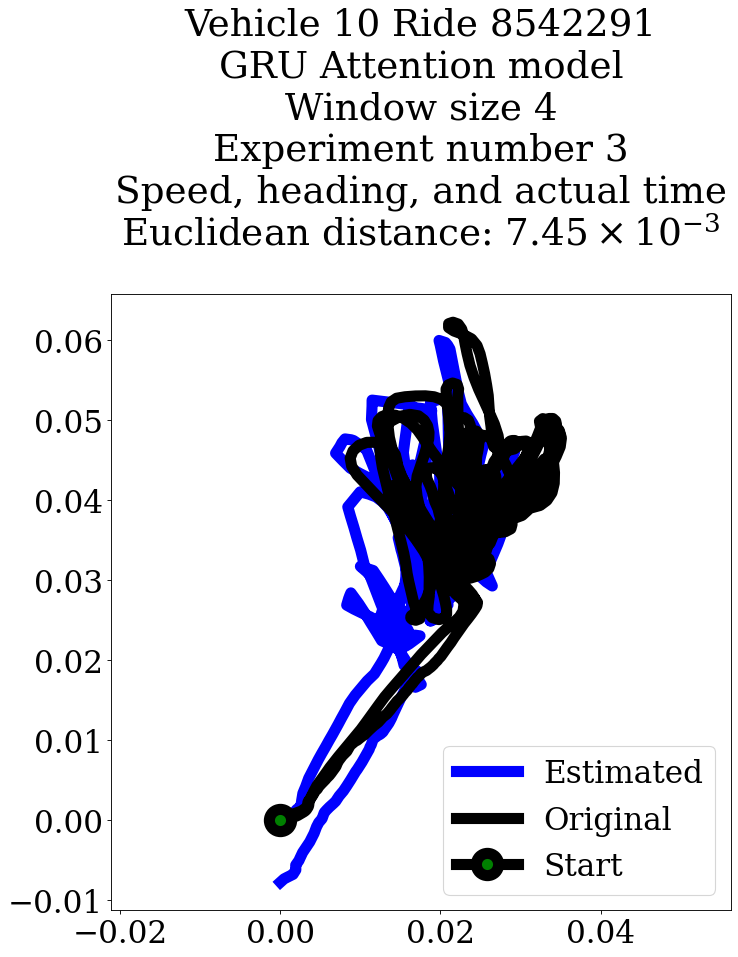 Vehicle 10 Ride 8542291
GRU Attention model
Window size 4
Experiment number 3
Speed, heading, and actual time
Euclidean distance: 7.45 × 10⁻³
0.06
0.05
0.04
0.03
0.02
0.01
0.00
−0.01
−0.02
0.00
0.02
0.04
Estimated
Original
Start